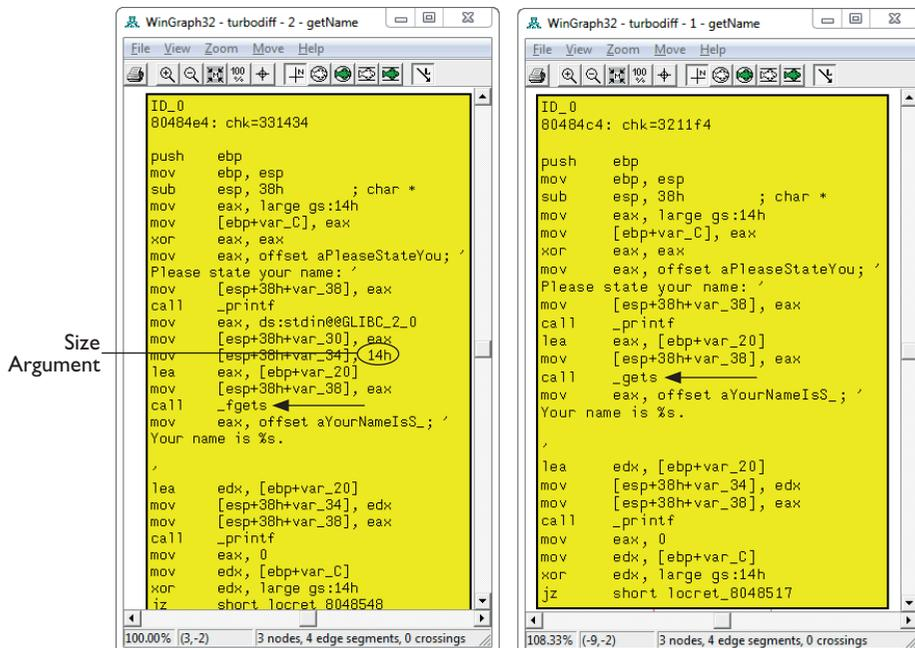 WinGraph32 - turbodiff - 2 - getName
File View Zoom Move Help
100
%
N
ID_0
80484e4: chk=331434
push ebp
mov ebp, esp
sub esp, 38h ; char *
mov eax, large gs:14h
mov [ebp+var_C], eax
xor eax, eax
mov eax, offset aPleaseStateYou; '
Please state your name: '
mov [esp+38h+var_38], eax
call _printf
mov eax, ds:stdin@@GLIBC_2_0
mov [esp+38h+var_30], eax
mov [esp+38h+var_34], 14h
lea eax, [ebp+var_20]
mov [esp+38h+var_38], eax
call _fgets
mov eax, offset aYourNameIsS_; '
Your name is %s.
'
lea edx, [ebp+var_20]
mov [esp+38h+var_34], edx
mov [esp+38h+var_38], eax
call _printf
mov eax, 0
mov edx, [ebp+var_C]
xor edx, large gs:14h
jz short locret_8048548
100.00% (3,-2) 3 nodes, 4 edge segments, 0 crossings
Size
Argument
WinGraph32 - turbodiff - 1 - getName
File View Zoom Move Help
100
%
N
ID_0
80484c4: chk=3211f4
push ebp
mov ebp, esp
sub esp, 38h ; char *
mov eax, large gs:14h
mov [ebp+var_C], eax
xor eax, eax
mov eax, offset aPleaseStateYou; '
Please state your name: '
mov [esp+38h+var_38], eax
call _printf
lea eax, [ebp+var_20]
mov [esp+38h+var_38], eax
call _gets
mov eax, offset aYourNameIsS_; '
Your name is %s.
'
lea edx, [ebp+var_20]
mov [esp+38h+var_34], edx
mov [esp+38h+var_38], eax
call _printf
mov eax, 0
mov edx, [ebp+var_C]
xor edx, large gs:14h
jz short locret_8048517
108.33% (-9,-2) 3 nodes, 4 edge segments, 0 crossings